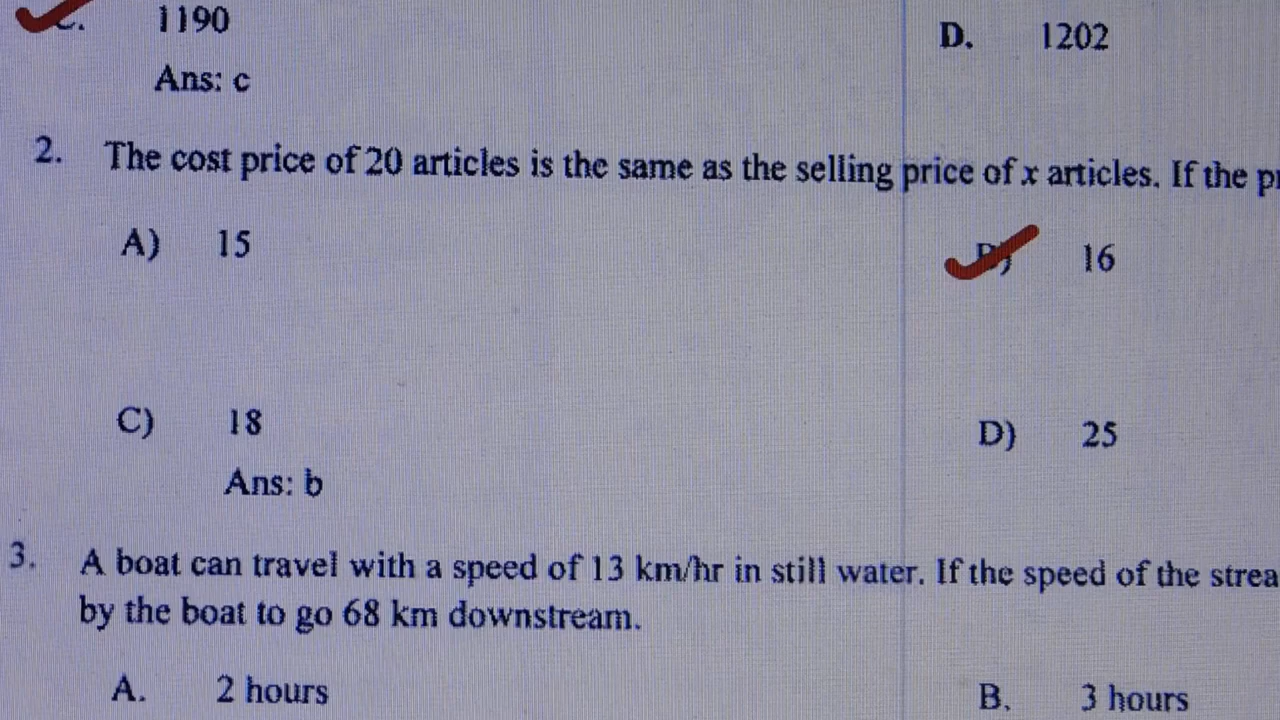 1190
D. 1202
Ans: c
2. The cost price of 20 articles is the same as the selling price of x articles. If the
A) 15
16
C) 18
D) 25
Ans: b
3. A boat can travel with a speed of 13 km/hr in still water. If the speed of the
by the boat to go 68 km downstream.
A. 2 hours
B. 3 hours